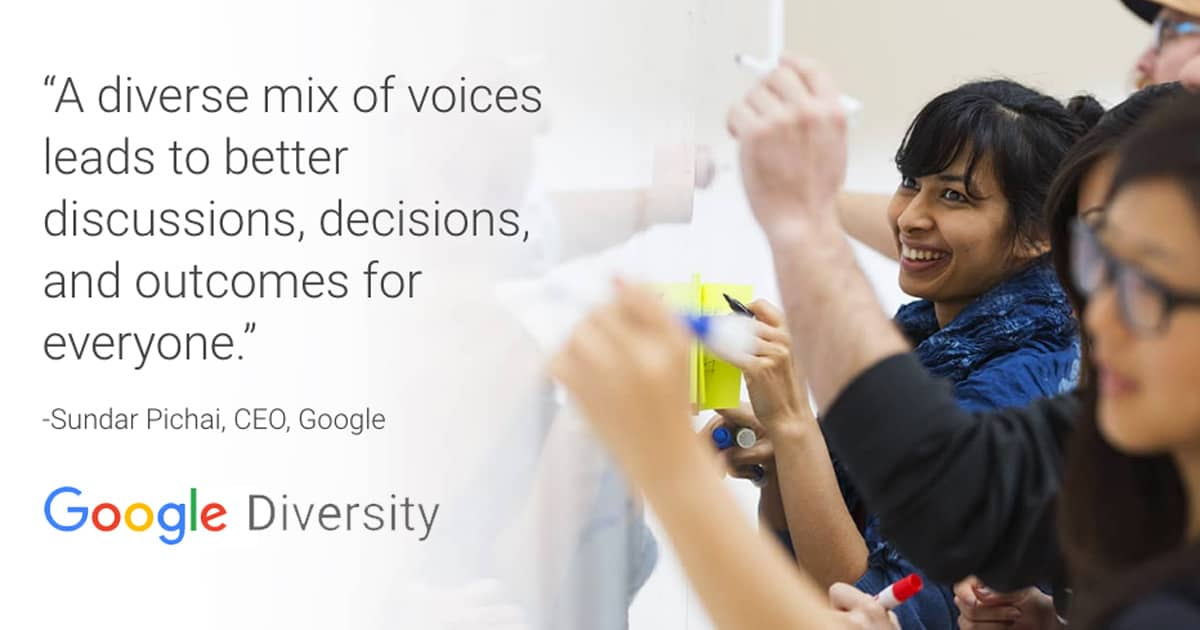 “A diverse mix of voices
leads to better
discussions, decisions,
and outcomes for
everyone.”
-Sundar Pichai, CEO, Google
Google Diversity